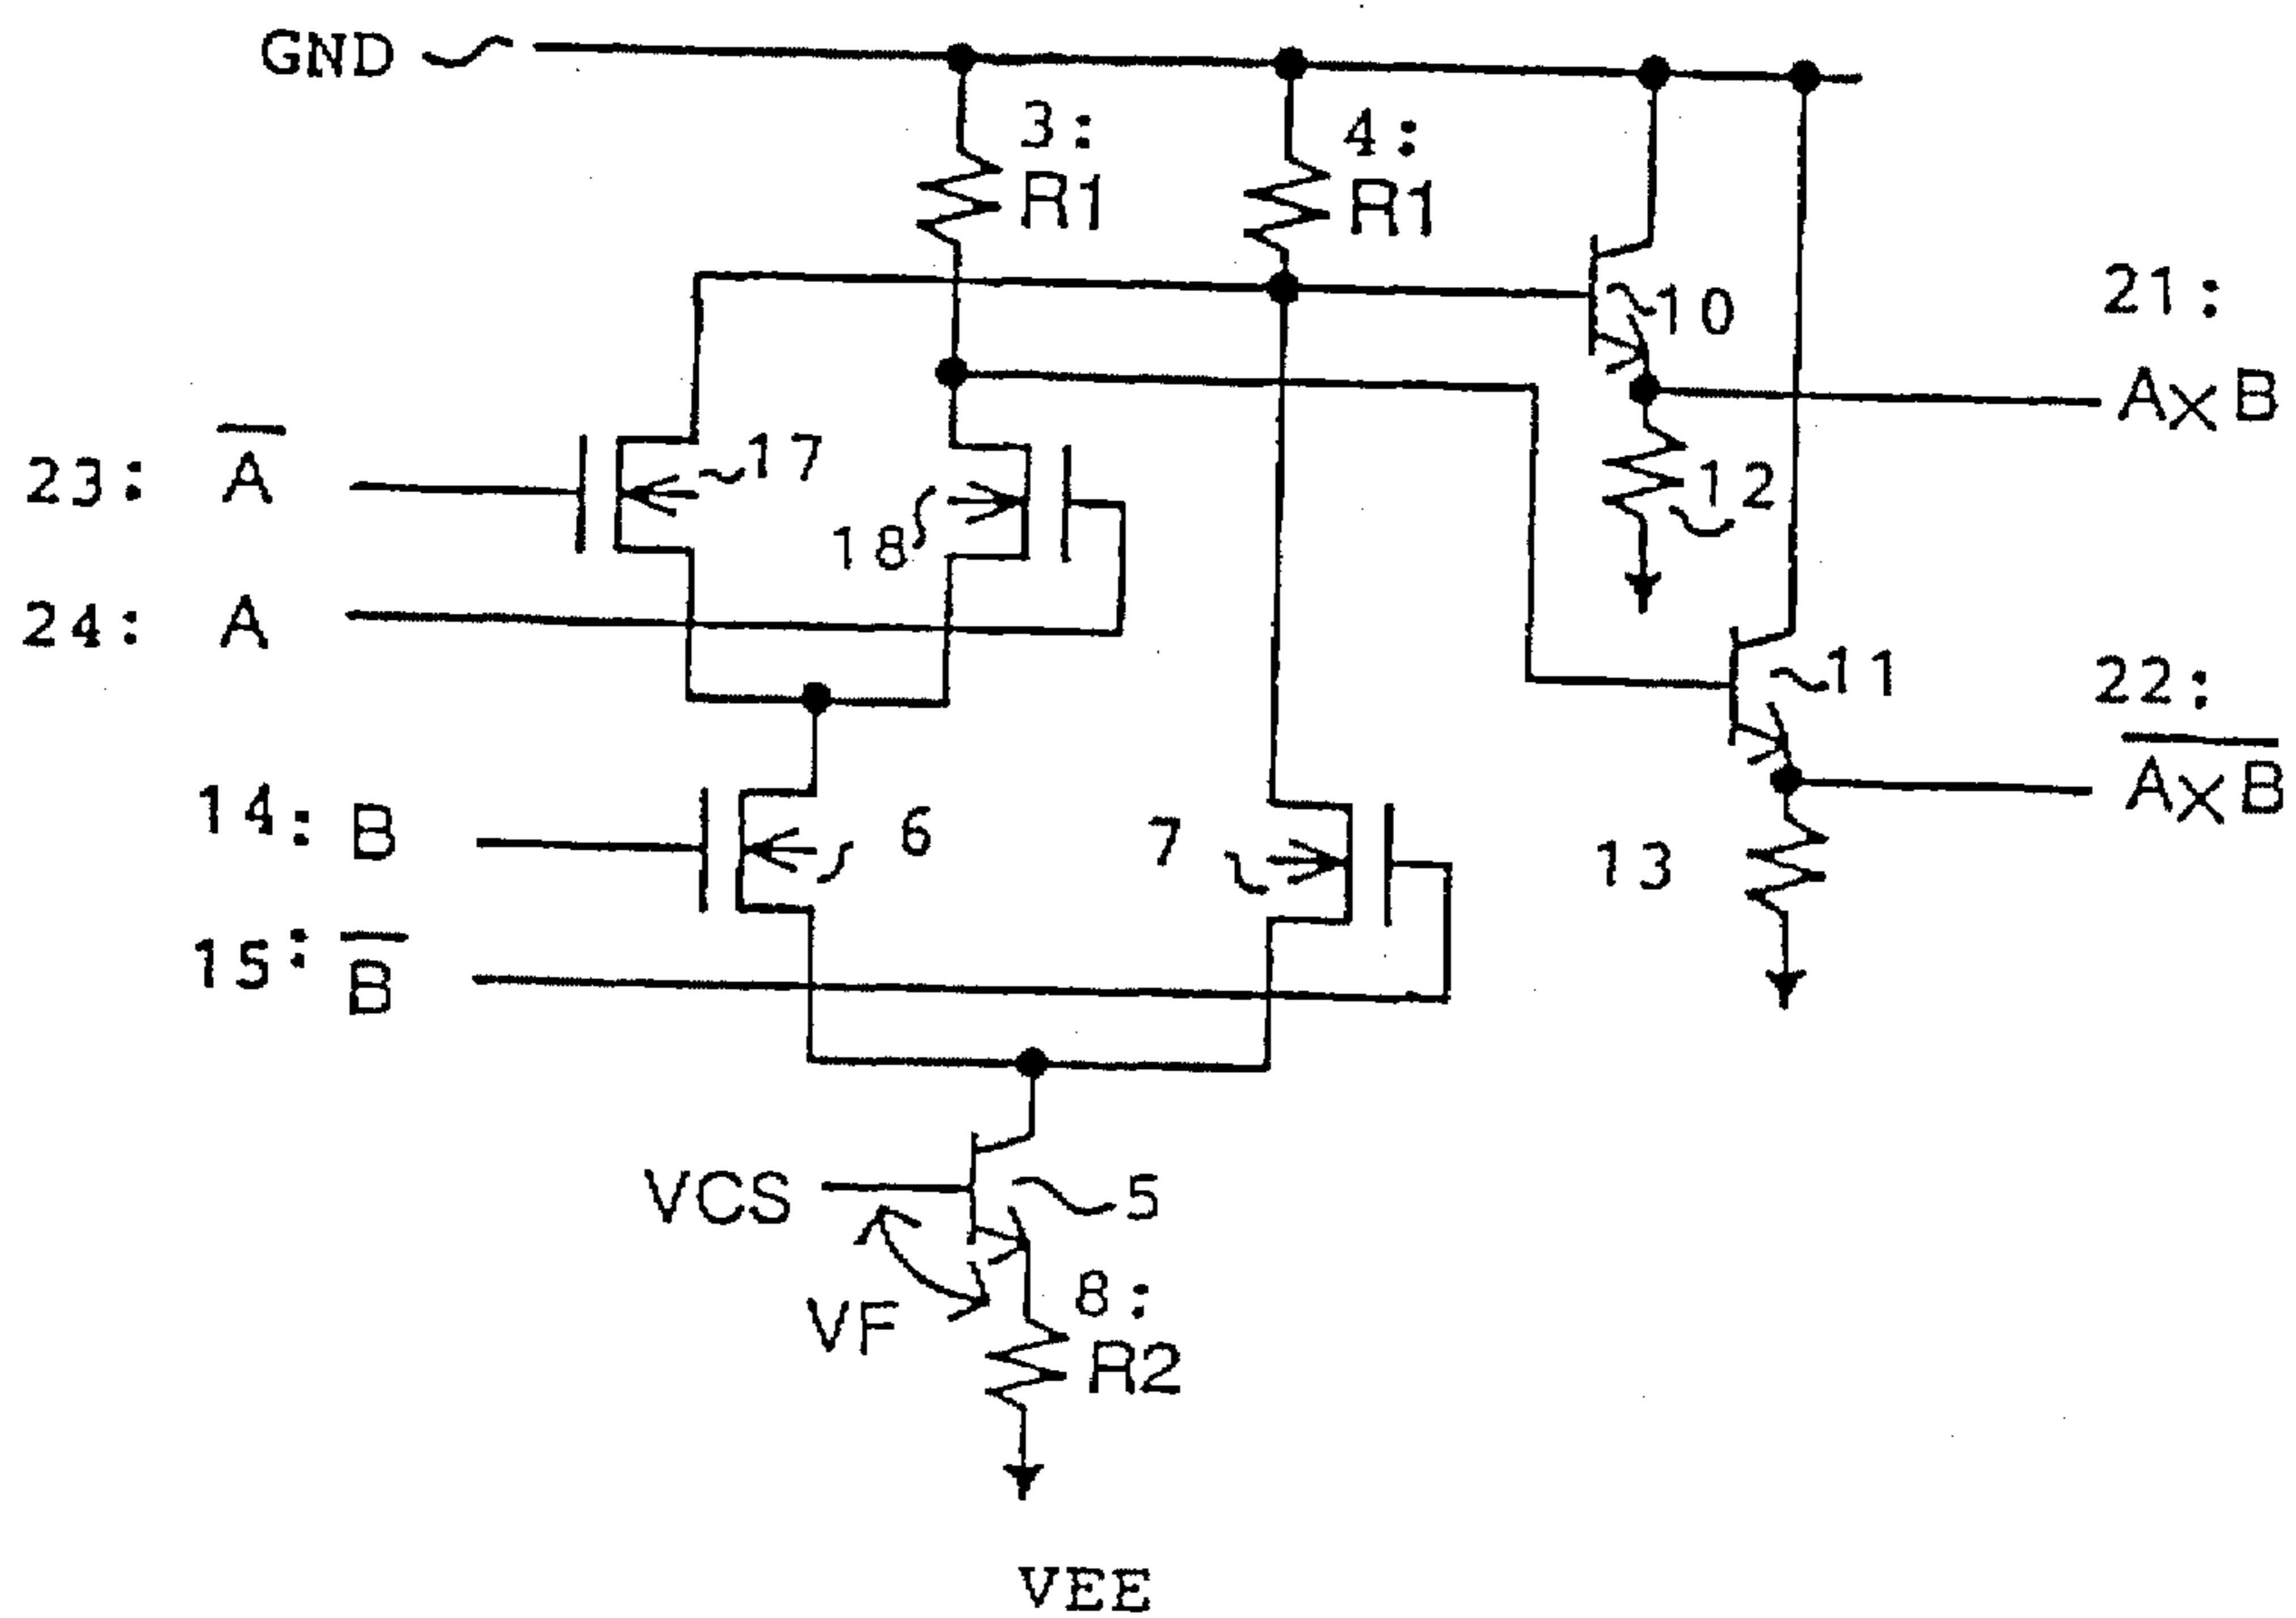 GND
3:
R1
4:
R1
10
21:
A×B
23: A̅
17
18
12
24: A
11
22:
A̅×̅B̅
14: B
6
7
13
15: B̅
VCS
5
VF
8:
R2
VEE